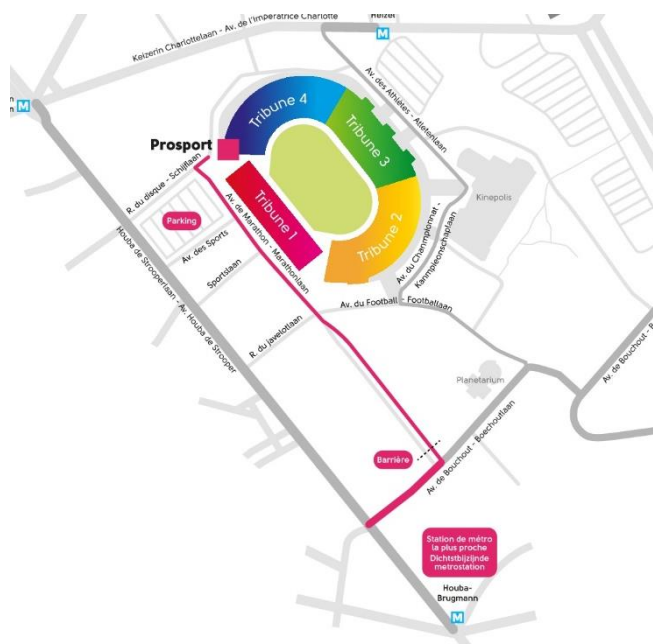 Heizel
M
Keizerin Charlottelaan - Av. de l'Impératrice Charlotte
M
Av. des Athlètes - Atletenlaan
Tribune 4
Tribune 3
Prosport
Kinepolis
R. du disque - Schijflaan
Tribune 1
Tribune 2
Parking
Av. de Marathon - Marathonlaan
Av. du Chanmplonnat -
Kanmpieonschaplaan
Av. des Sports
Sportslaan
Houba de Strooperlaan - Av. Houba de Strooper
Av. du Football - Footballaan
R. du javelotlaan
Planetarium
Av. de Bouchout - Bo
Barrière
Av. de Bouchout - Boechoutlaan
Station de métro
la plus proche
Dichtstbijzijnde
metrostation
Houba-
Brugmann
M